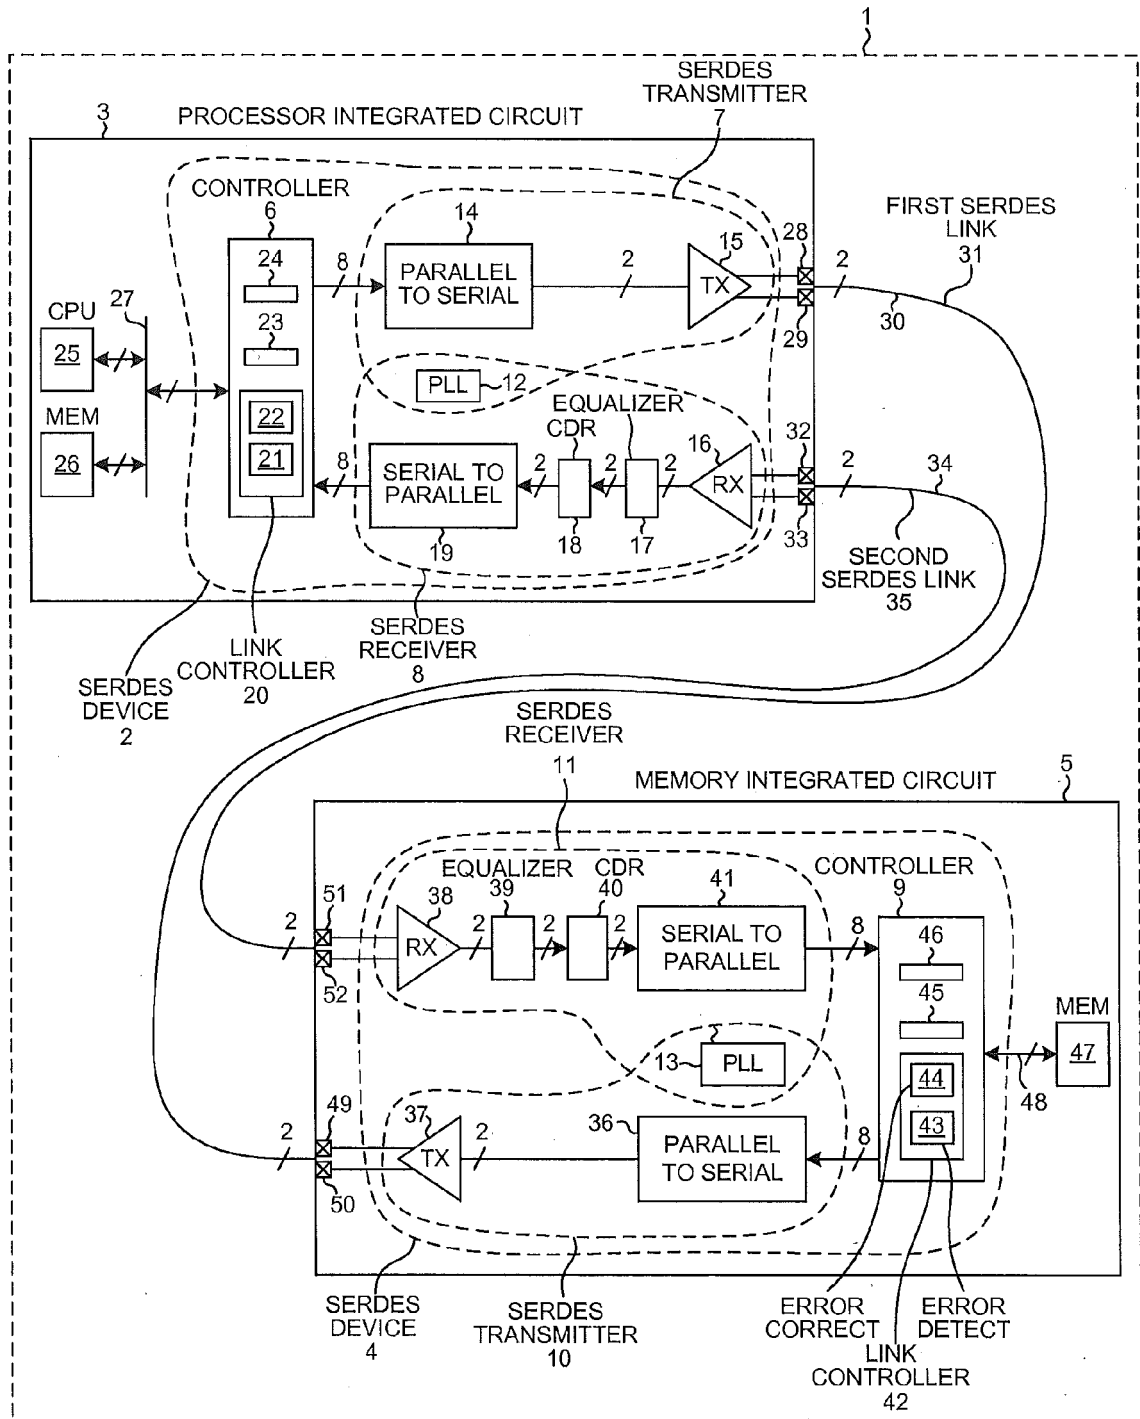 1
SERDES
TRANSMITTER
7
3
PROCESSOR INTEGRATED CIRCUIT
CONTROLLER
6
14
PARALLEL
TO SERIAL
8
2
15
TX
28
29
2
30
FIRST SERDES
LINK
31
24
23
27
CPU
25
MEM
26
22
21
PLL
12
EQUALIZER
CDR
16
RX
32
33
2
34
8
SERIAL TO
PARALLEL
19
2
18
2
17
2
SECOND
SERDES LINK
35
SERDES
DEVICE
2
LINK
CONTROLLER
20
SERDES
RECEIVER
8
SERDES
RECEIVER
11
MEMORY INTEGRATED CIRCUIT
5
EQUALIZER
39
CDR
40
41
CONTROLLER
9
2
51
52
38
RX
2
2
2
SERIAL TO
PARALLEL
8
46
45
MEM
47
48
13
PLL
44
43
2
49
50
37
TX
2
36
PARALLEL
TO SERIAL
8
SERDES
DEVICE
4
SERDES
TRANSMITTER
10
ERROR
CORRECT
ERROR
DETECT
LINK
CONTROLLER
42